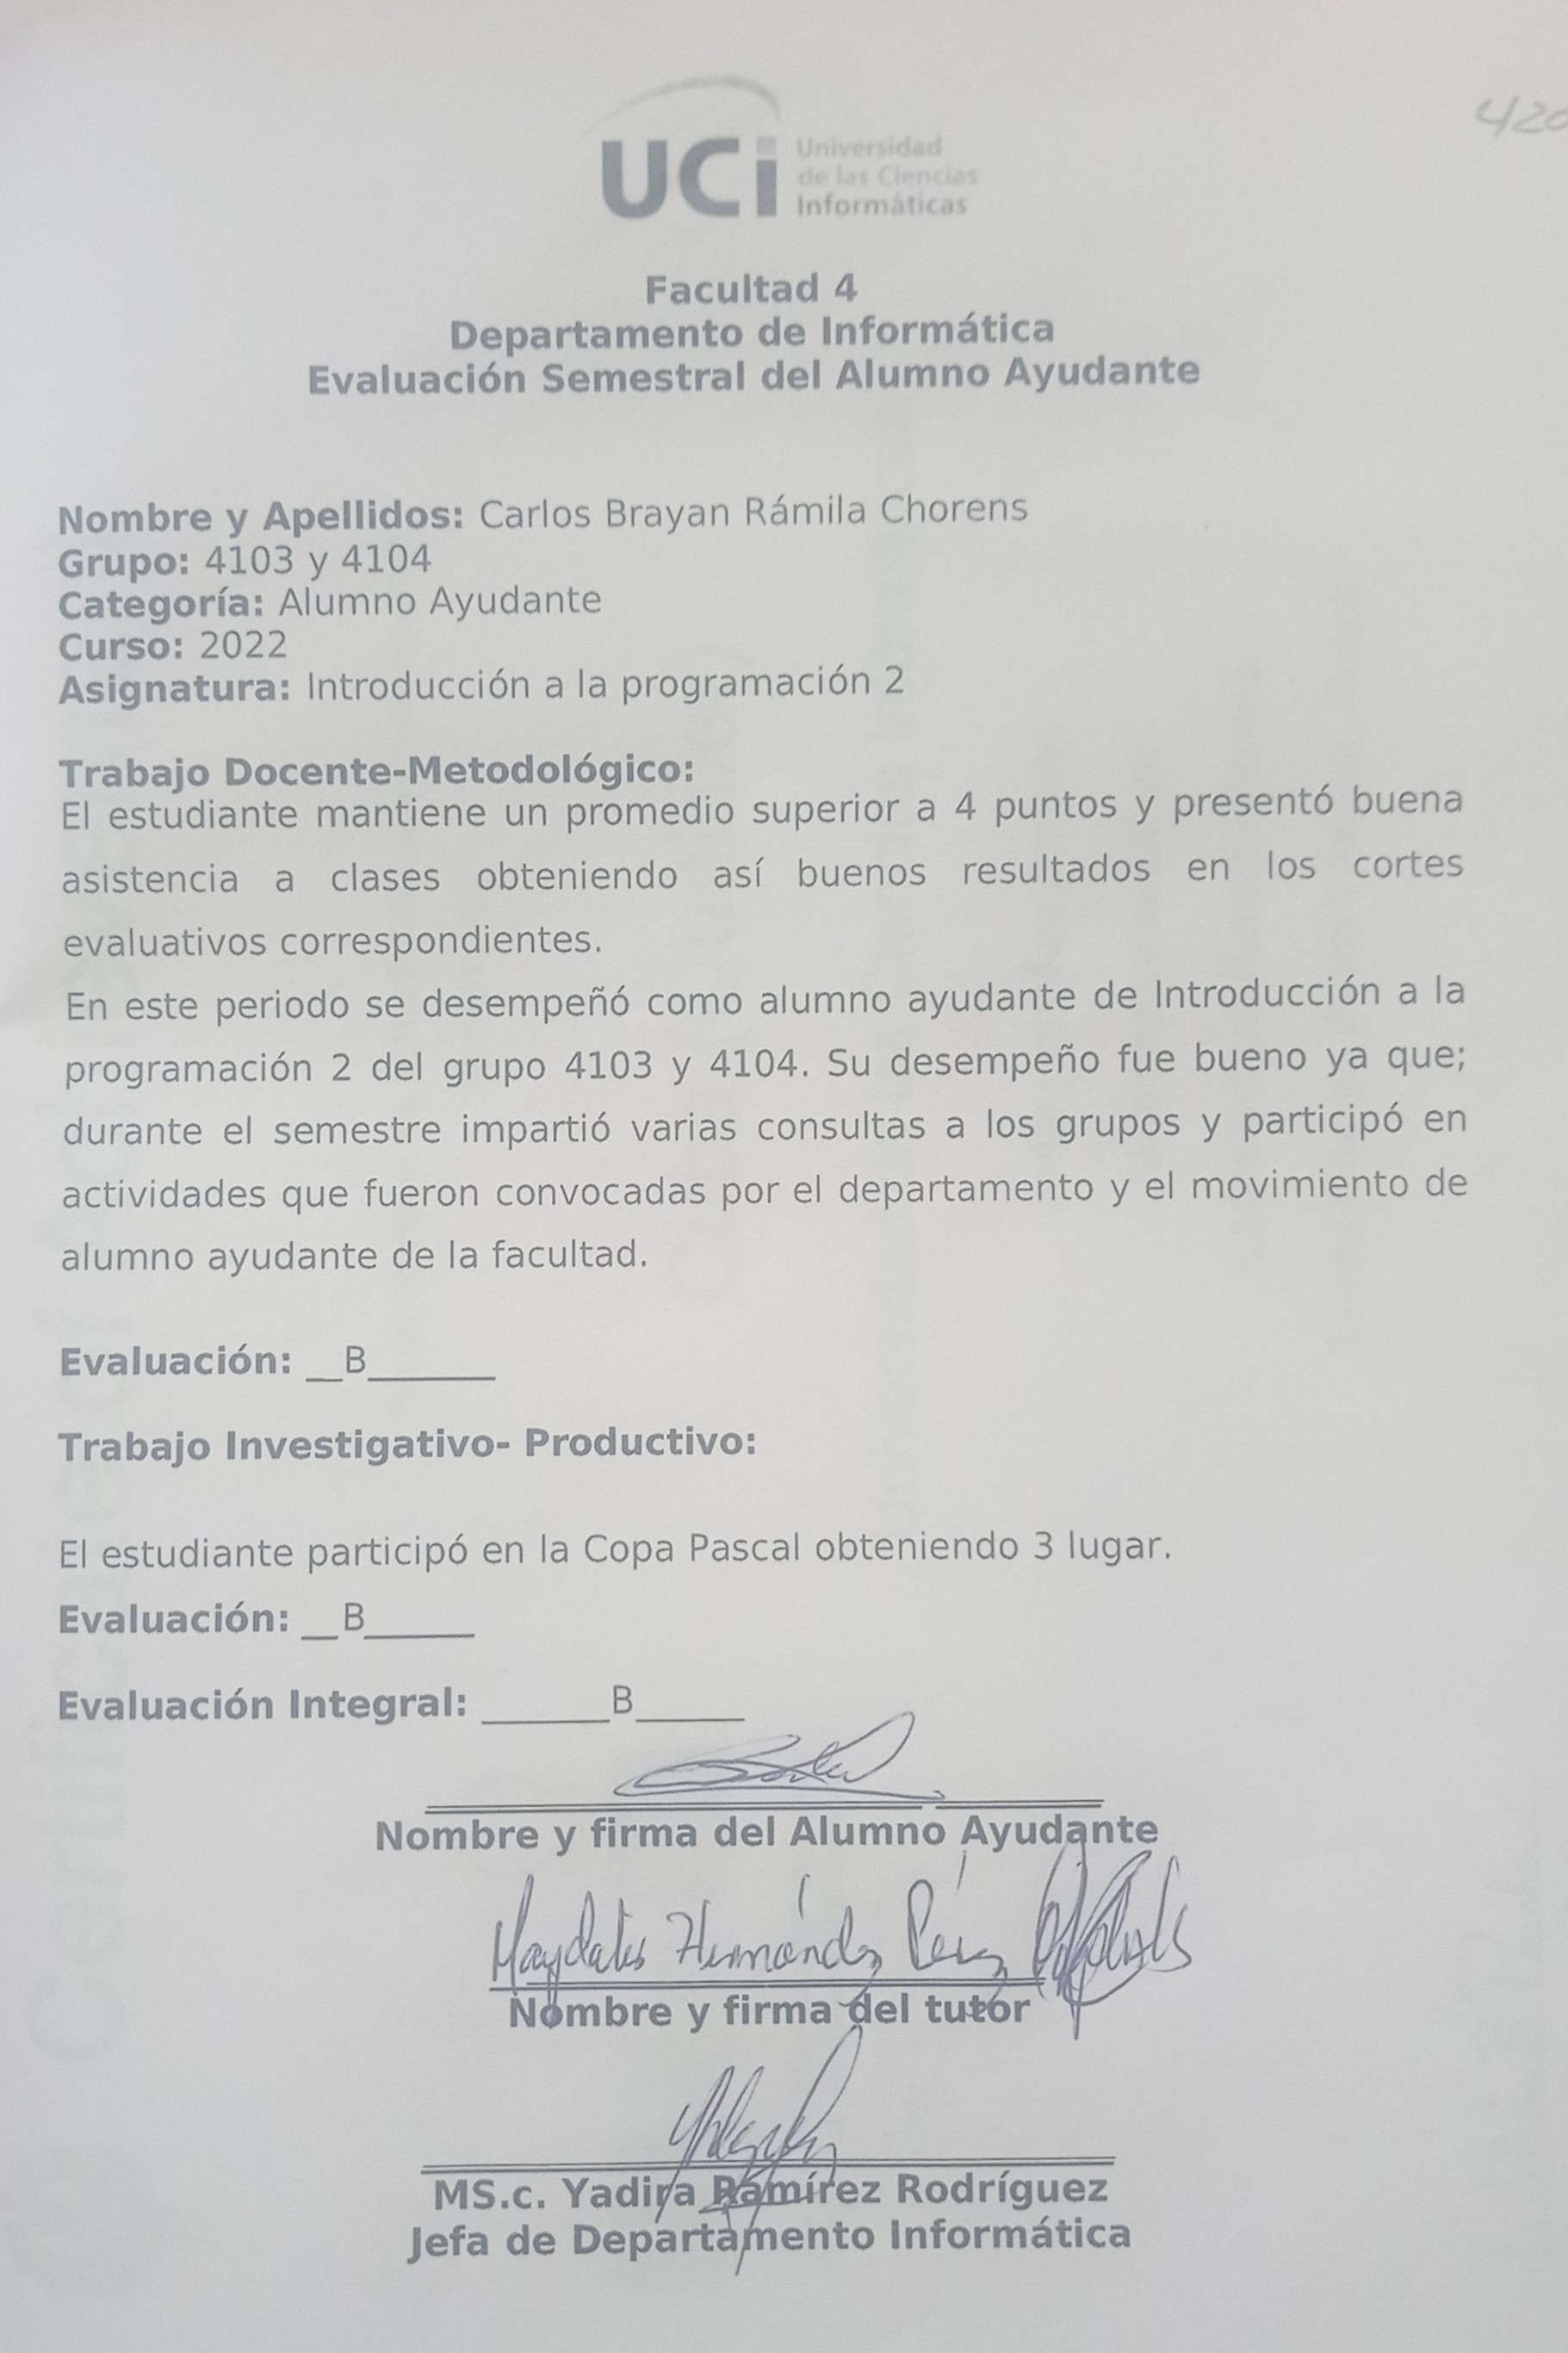 420
UCi
Universidad
de las Ciencias
Informáticas
Facultad 4
Departamento de Informática
Evaluación Semestral del Alumno Ayudante
Nombre y Apellidos: Carlos Brayan Rámila Chorens
Grupo: 4103 y 4104
Categoría: Alumno Ayudante
Curso: 2022
Asignatura: Introducción a la programación 2
Trabajo Docente-Metodológico:
El estudiante mantiene un promedio superior a 4 puntos y presentó buena
asistencia a clases obteniendo así buenos resultados en los cortes
evaluativos correspondientes.
En este periodo se desempeñó como alumno ayudante de Introducción a la
programación 2 del grupo 4103 y 4104. Su desempeño fue bueno ya que;
durante el semestre impartió varias consultas a los grupos y participó en
actividades que fueron convocadas por el departamento y el movimiento de
alumno ayudante de la facultad.
Evaluación: __B_______
Trabajo Investigativo- Productivo:
El estudiante participó en la Copa Pascal obteniendo 3 lugar.
Evaluación: __B______
Evaluación Integral: _______B______
Nombre y firma del Alumno Ayudante
Hernández Pérez
Nombre y firma del tutor
MS.c. Yadira Ramírez Rodríguez
Jefa de Departamento Informática